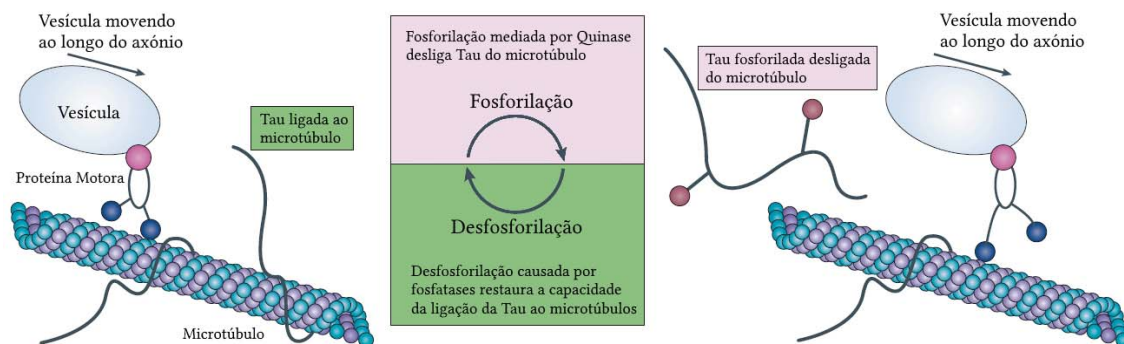 Vesícula movendo
ao longo do axónio
Vesícula
Tau ligada ao
microtúbulo
Proteína Motora
Microtúbulo
Fosforilação mediada por Quinase
desliga Tau do microtúbulo
Fosforilação
Desfosforilação
Desfosforilação causada por
fosfatases restaura a capacidade
da ligação da Tau ao microtúbulos
Tau fosforilada desligada
do microtúbulo
Vesícula movendo
ao longo do axónio